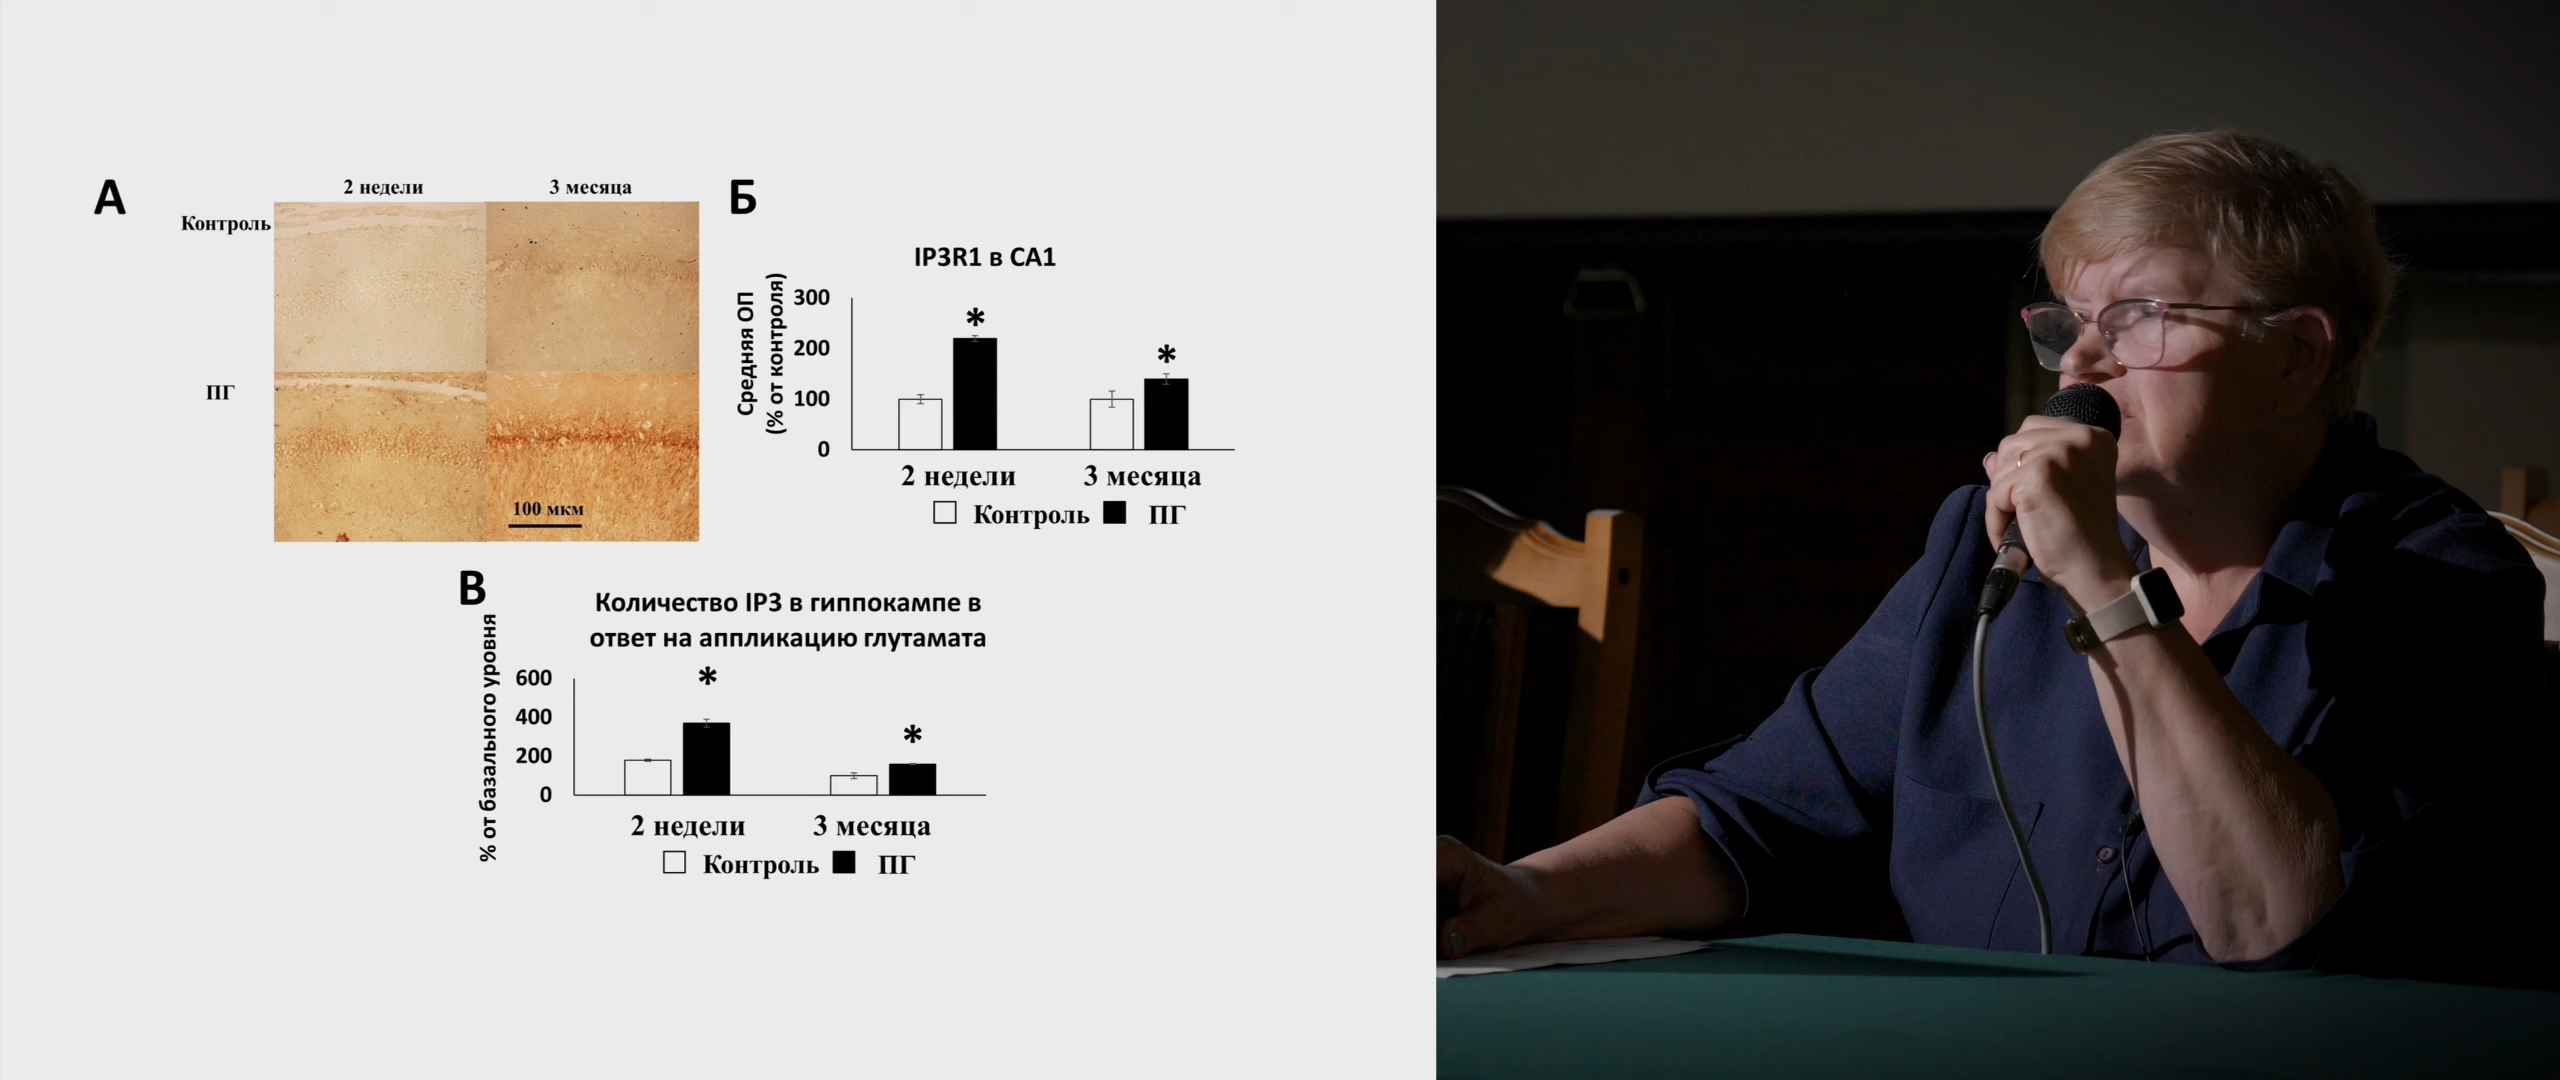 А
2 недели
3 месяца
Контроль
ПГ
100 мкм
Б
IP3R1 в CA1
Средняя ОП
(% от контроля)
300
200
100
0
*
*
2 недели
3 месяца
Контроль
ПГ
В
Количество IP3 в гиппокампе в
ответ на аппликацию глутамата
% от базального уровня
600
400
200
0
*
*
2 недели
3 месяца
Контроль
ПГ